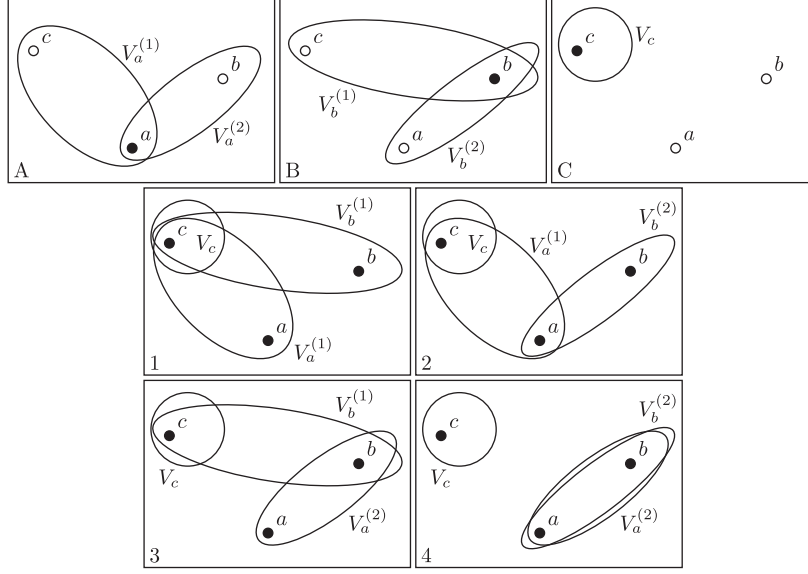 c V_a^{(1)} b a V_a^{(2)} A
c b V_b^{(1)} a V_b^{(2)} B
c V_c b a C
c V_c V_b^{(1)} b a V_a^{(1)} 1
c V_c V_a^{(1)} V_b^{(2)} b a 2
c V_b^{(1)} V_c b a V_a^{(2)} 3
c V_c V_b^{(2)} b a V_a^{(2)} 4